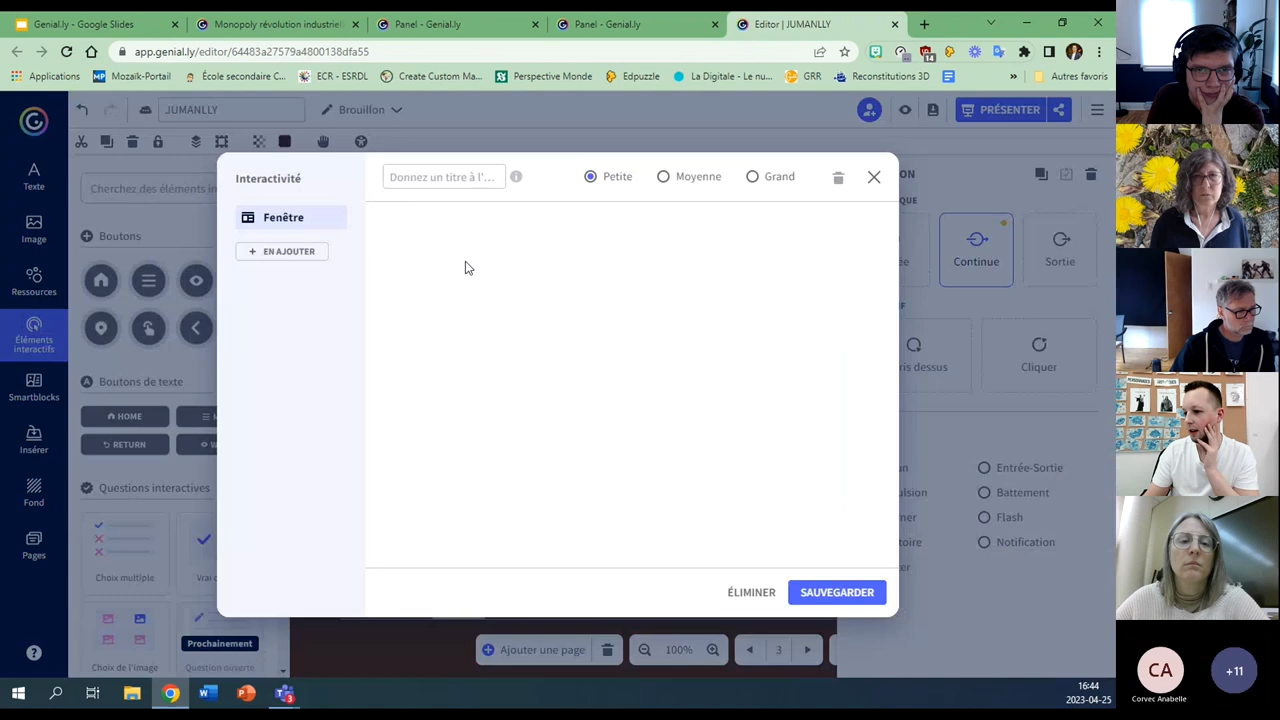 Genial.ly - Google Slides
Monopoly révolution industriel
Panel - Genial.ly
Panel - Genial.ly
Editor | JUMANLLY
app.genial.ly/editor/64483a27579a4800138dfa55
14
Applications
MP Mozaïk-Portail
École secondaire C...
ECR - ESRDL
Create Custom Ma...
Perspective Monde
Edpuzzle
La Digitale - Le nu...
GRR
Reconstitutions 3D
»
Autres favoris
JUMANLLY
Brouillon
PRÉSENTER
Texte
Image
Ressources
Éléments
interactifs
Smartblocks
Insérer
Fond
Pages
Cherchez des éléments in
Boutons
Boutons de texte
HOME
RETURN
Questions interactives
Choix multiple
Vrai
Choix de l'image
Prochainement
Question ouverte
Interactivité
Fenêtre
+ EN AJOUTER
Donnez un titre à l'...
Petite
Moyenne
Grand
ÉLIMINER
SAUVEGARDER
Continue
Sortie
ris dessus
Cliquer
Entrée-Sortie
Battement
Flash
Notification
Ajouter une page
100%
3
16:44
2023-04-25
CA
+11
Corvec Anabelle